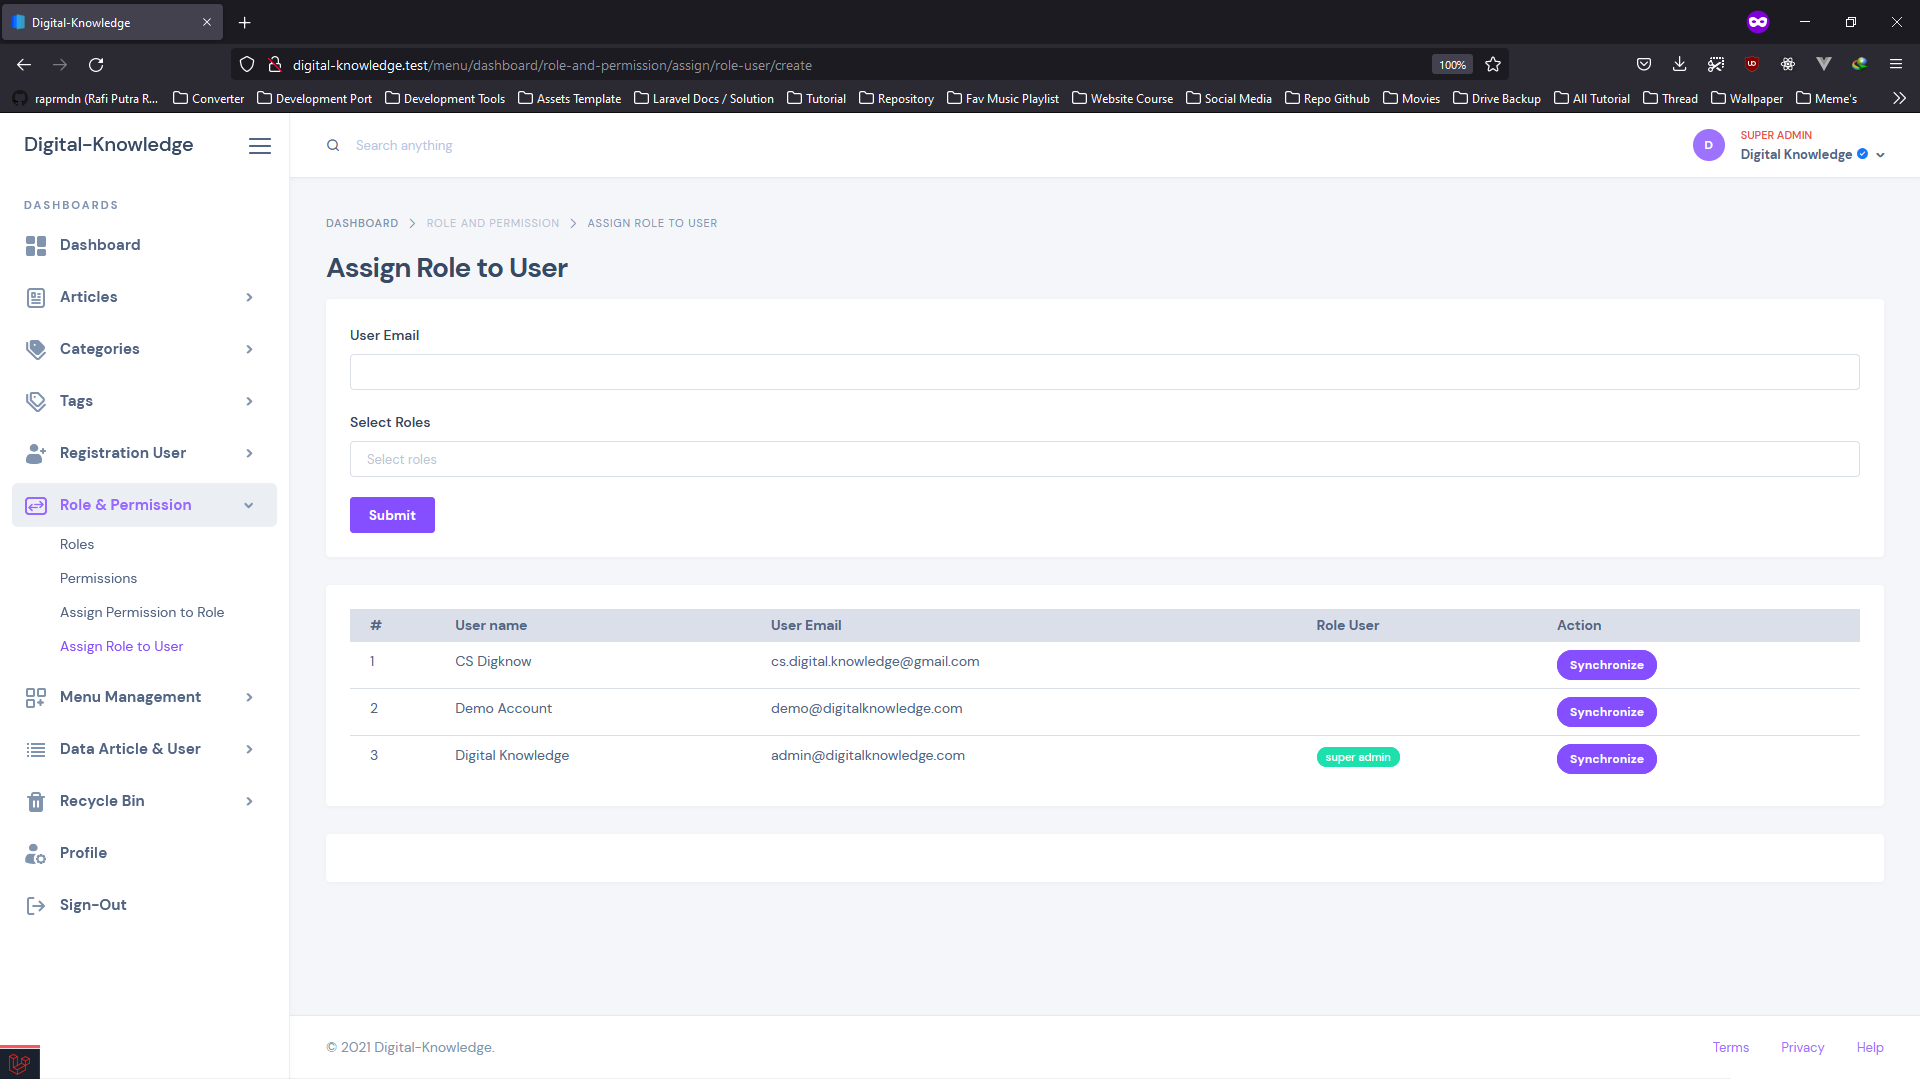 Digital-Knowledge
digital-knowledge.test/menu/dashboard/role-and-permission/assign/role-user/create
100%
raprmdn (Rafi Putra R...
Converter
Development Port
Development Tools
Assets Template
Laravel Docs / Solution
Tutorial
Repository
Fav Music Playlist
Website Course
Social Media
Repo Github
Movies
Drive Backup
All Tutorial
Thread
Wallpaper
Meme's
Digital-Knowledge
Search anything
D
SUPER ADMIN
Digital Knowledge
DASHBOARDS
Dashboard
Articles
Categories
Tags
Registration User
Role & Permission
Roles
Permissions
Assign Permission to Role
Assign Role to User
Menu Management
Data Article & User
Recycle Bin
Profile
Sign-Out
DASHBOARD > ROLE AND PERMISSION > ASSIGN ROLE TO USER
Assign Role to User
User Email
Select Roles
Select roles
Submit
# User name User Email Role User Action
1 CS Digknow cs.digital.knowledge@gmail.com Synchronize
2 Demo Account demo@digitalknowledge.com Synchronize
3 Digital Knowledge admin@digitalknowledge.com super admin Synchronize
© 2021 Digital-Knowledge.
Terms Privacy Help